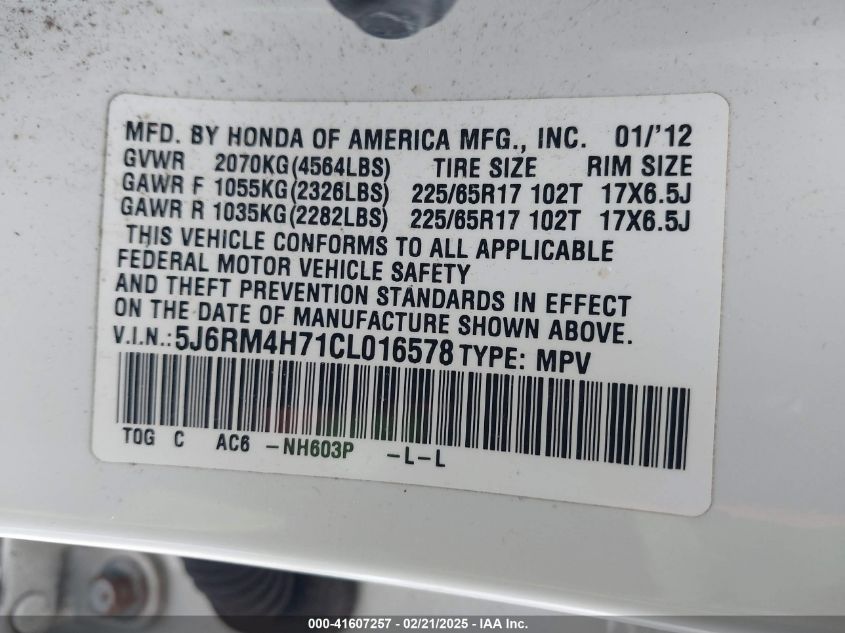 MFD. BY HONDA OF AMERICA MFG., INC. 01/'12
GVWR 2070KG(4564LBS) TIRE SIZE RIM SIZE
GAWR F 1055KG(2326LBS) 225/65R17 102T 17X6.5J
GAWR R 1035KG(2282LBS) 225/65R17 102T 17X6.5J
THIS VEHICLE CONFORMS TO ALL APPLICABLE
FEDERAL MOTOR VEHICLE SAFETY
AND THEFT PREVENTION STANDARDS IN EFFECT
ON THE DATE OF MANUFACTURE SHOWN ABOVE.
V.I.N.: 5J6RM4H71CL016578 TYPE: MPV
T0G C AC6 -NH603P -L-L
000-41607257 - 02/21/2025 - IAA Inc.